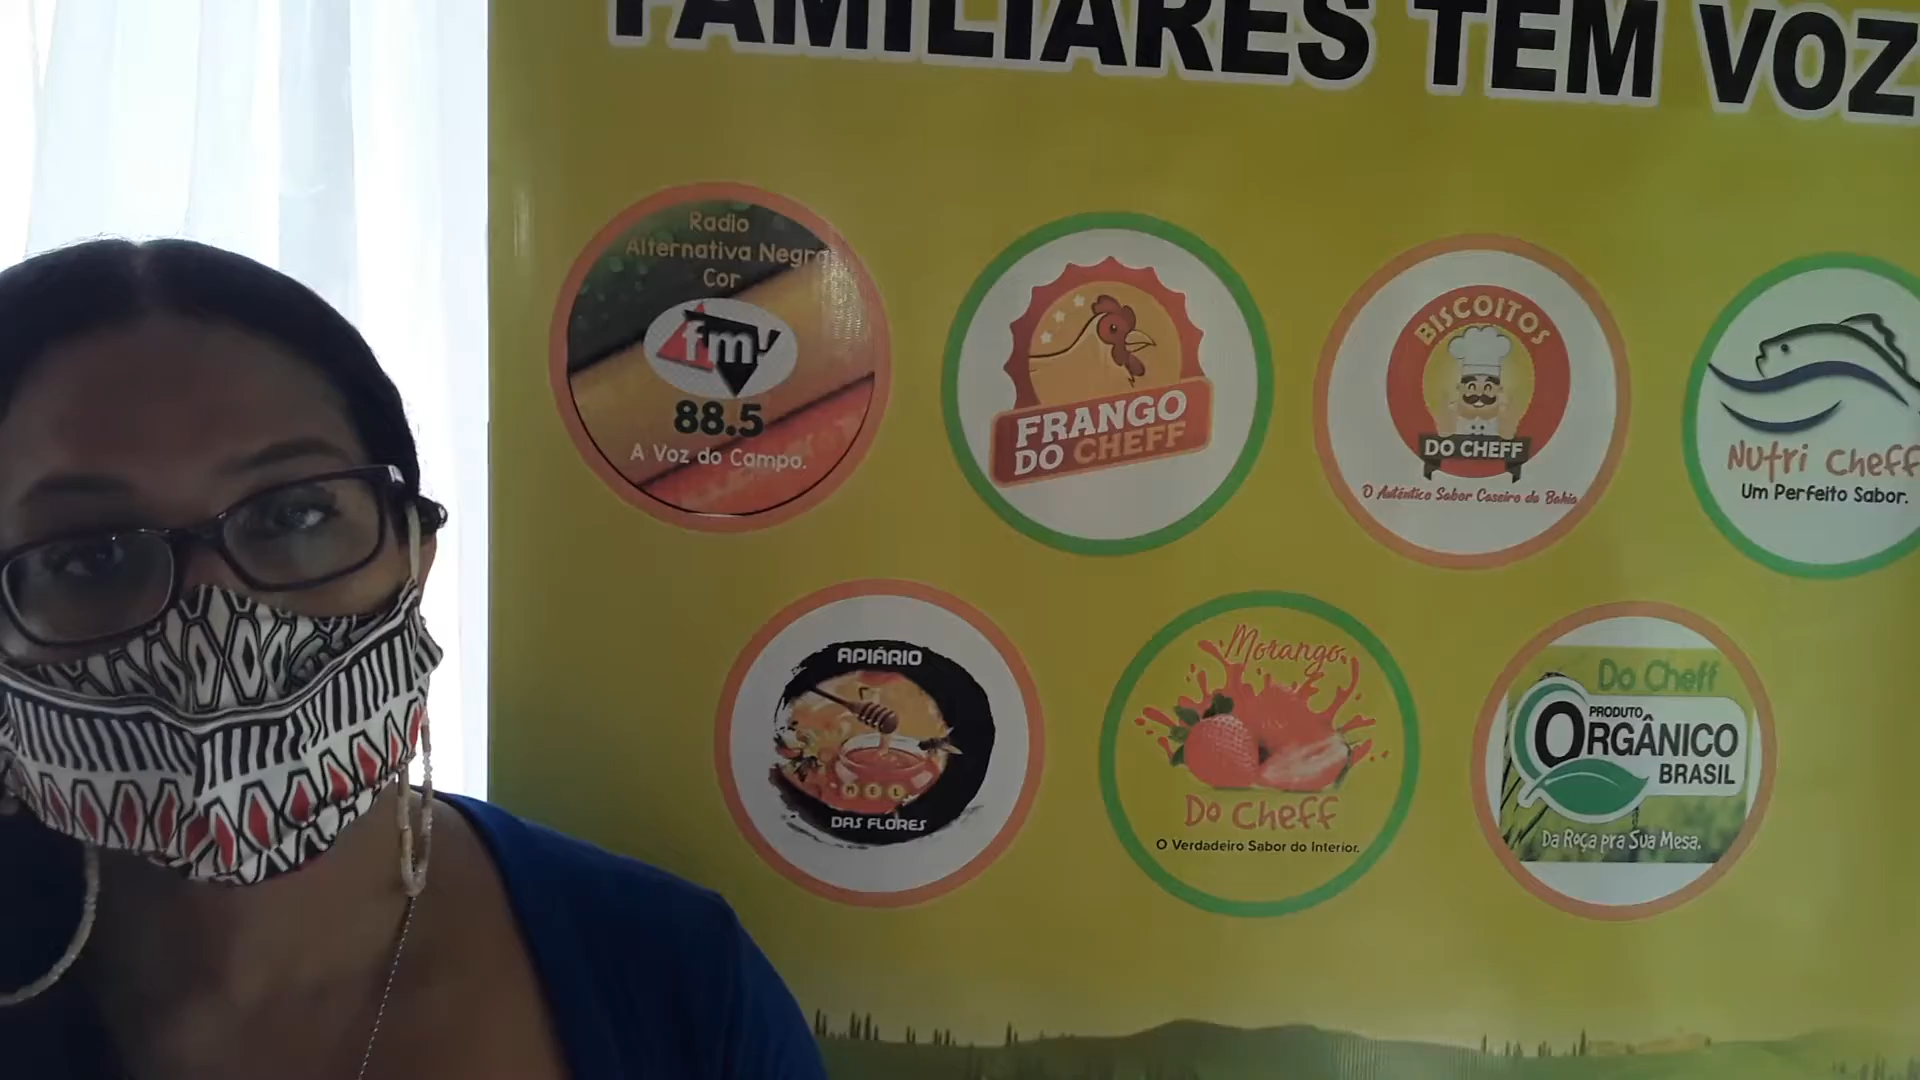 FAMILIARES TEM VOZ
Radio
Alternativa Negra
Cor
fm!
88.5
A Voz do Campo.
FRANGO
DO CHEFF
BISCOITOS
DO CHEFF
O Autêntico Sabor Caseiro da Bahia
Nutri Cheff
Um Perfeito Sabor.
APIÁRIO
MEL
DAS FLORES
Morango
Do Cheff
O Verdadeiro Sabor do Interior.
Do Cheff
PRODUTO
ORGÂNICO
BRASIL
Da Roça pra Sua Mesa.